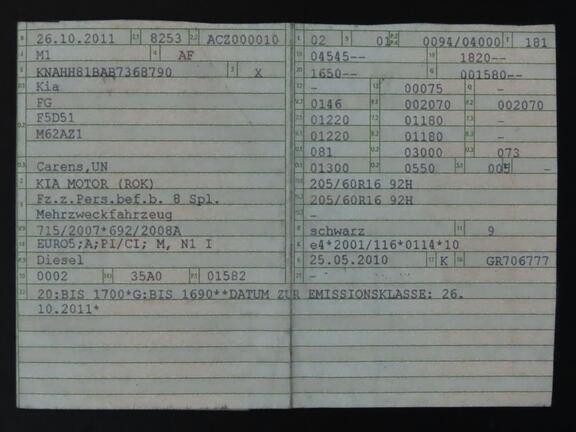 26.10.2011 8253 ACZ000010
M1 AF
KNAHH81BAB7368790 X
Kia
FG
F5D51
M62AZ1
Carens,UN
KIA MOTOR (ROK)
Fz.z.Pers.bef.b. 8 Spl.
Mehrzweckfahrzeug
715/2007*692/2008A
EURO5;A;PI/CI; M, N1 I
Diesel
0002 35A0 01582
20:BIS 1700*G:BIS 1690**DATUM ZUR EMISSIONSKLASSE: 26.
10.2011*
02 01 0094/04000 181
04545-- 1820--
1650--- 001580--
- 00075 -
0146 002070 002070
01220 01180 -
01220 01180 -
081 03000 073
01300 0550 005 -
205/60R16 92H
205/60R16 92H
-
schwarz 9
e4*2001/116*0114*10
25.05.2010 K GR706777
-